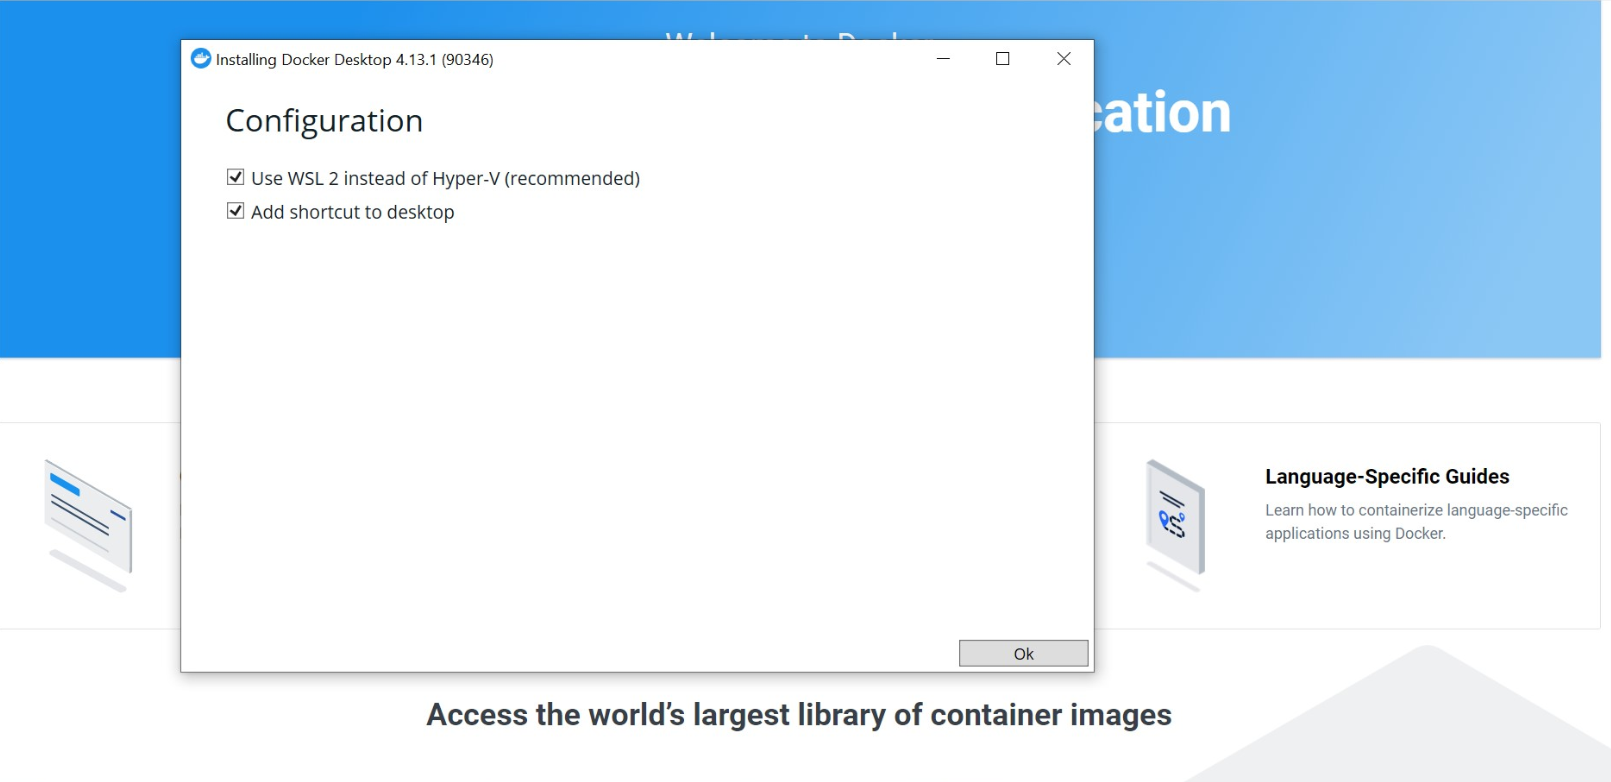 Installing Docker Desktop 4.13.1 (90346)
Configuration
Use WSL 2 instead of Hyper-V (recommended)
Add shortcut to desktop
Ok
Language-Specific Guides
Learn how to containerize language-specific
applications using Docker.
Access the world’s largest library of container images